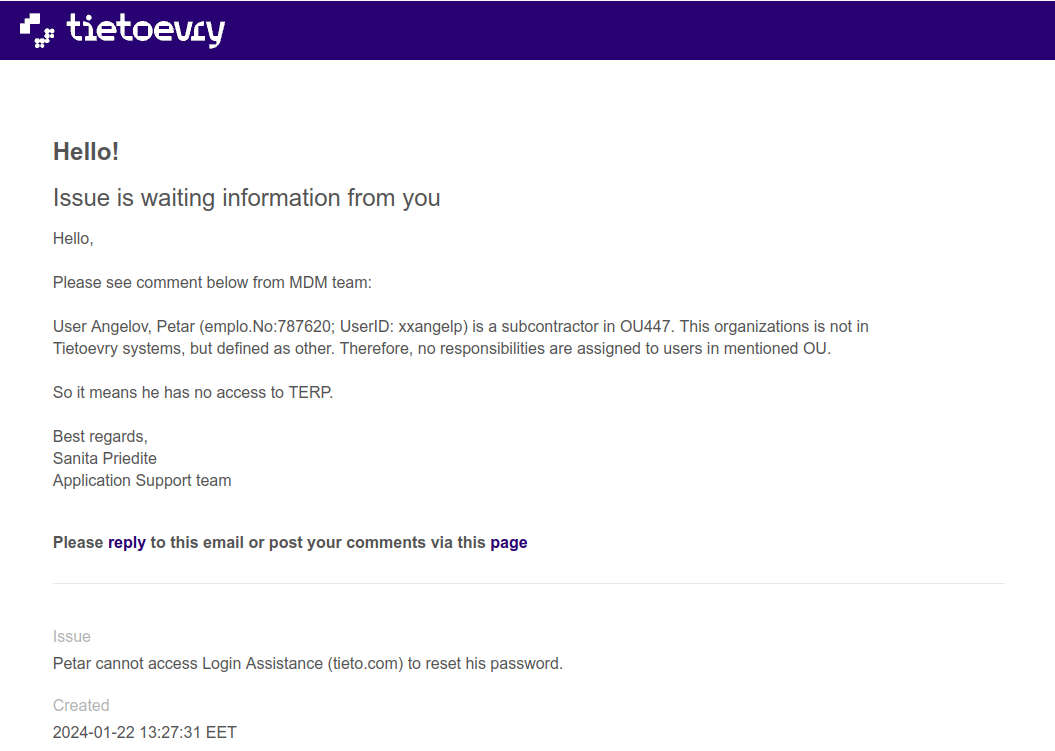 tietoevry
Hello!
Issue is waiting information from you
Hello,
Please see comment below from MDM team:
User Angelov, Petar (emplo.No:787620; UserID: xxangelp) is a subcontractor in OU447. This organizations is not in
Tietoevry systems, but defined as other. Therefore, no responsibilities are assigned to users in mentioned OU.
So it means he has no access to TERP.
Best regards,
Sanita Priedite
Application Support team
Please reply to this email or post your comments via this page
Issue
Petar cannot access Login Assistance (tieto.com) to reset his password.
Created
2024-01-22 13:27:31 EET